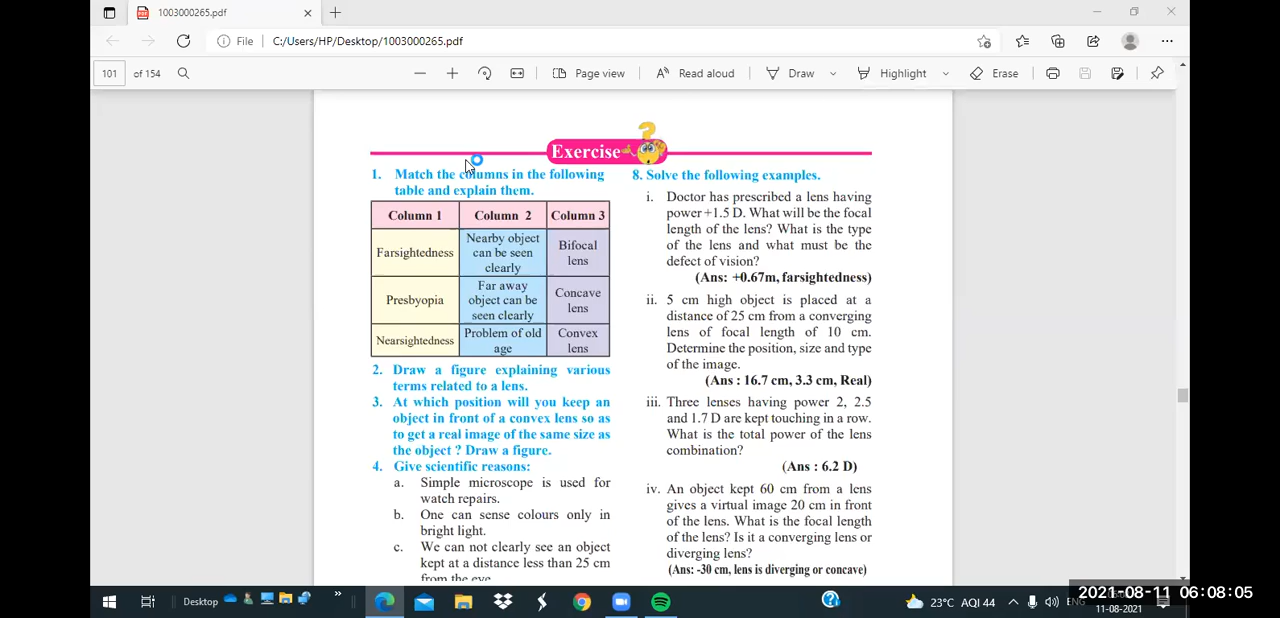 1003000265.pdf
File | C:/Users/HP/Desktop/1003000265.pdf
101 of 154
Page view
Read aloud
Draw
Highlight
Erase
Exercise
1. Match the columns in the following
table and explain them.
Column 1 Column 2 Column 3
Farsightedness Nearby object can be seen clearly Bifocal lens
Presbyopia Far away object can be seen clearly Concave lens
Nearsightedness Problem of old age Convex lens
2. Draw a figure explaining various
terms related to a lens.
3. At which position will you keep an
object in front of a convex lens so as
to get a real image of the same size as
the object ? Draw a figure.
4. Give scientific reasons:
a. Simple microscope is used for
watch repairs.
b. One can sense colours only in
bright light.
c. We can not clearly see an object
kept at a distance less than 25 cm
from the eye
8. Solve the following examples.
i. Doctor has prescribed a lens having
power +1.5 D. What will be the focal
length of the lens? What is the type
of the lens and what must be the
defect of vision?
(Ans: +0.67m, farsightedness)
ii. 5 cm high object is placed at a
distance of 25 cm from a converging
lens of focal length of 10 cm.
Determine the position, size and type
of the image.
(Ans : 16.7 cm, 3.3 cm, Real)
iii. Three lenses having power 2, 2.5
and 1.7 D are kept touching in a row.
What is the total power of the lens
combination?
(Ans : 6.2 D)
iv. An object kept 60 cm from a lens
gives a virtual image 20 cm in front
of the lens. What is the focal length
of the lens? Is it a converging lens or
diverging lens?
(Ans: -30 cm, lens is diverging or concave)
Desktop
23°C AQI 44
ENG
2021-08-11 06:08:05
11-08-2021